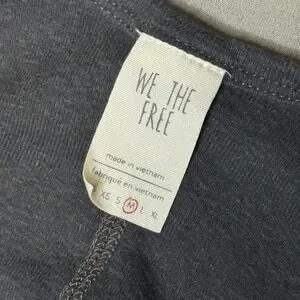 WE THE
FREE
made in vietnam
fabriqué en vietnam
XS S M L XL